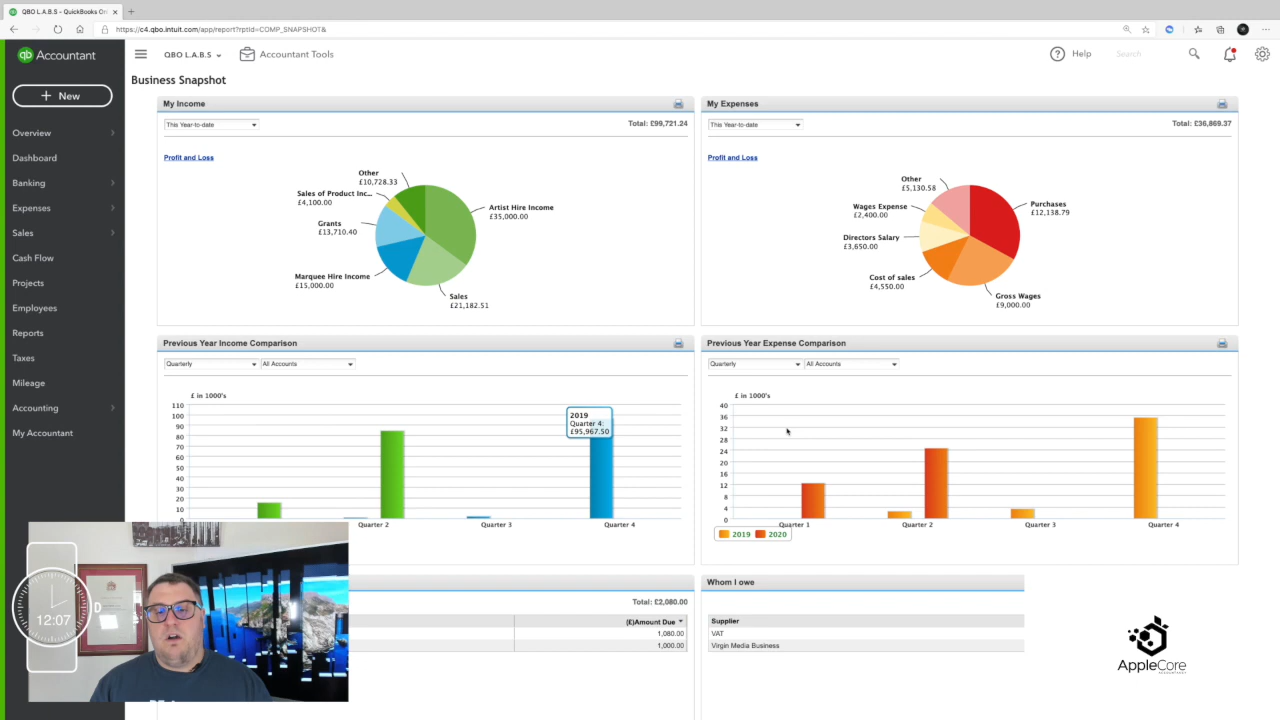 QBO L.A.B.S - QuickBooks On
https://c4.qbo.intuit.com/app/report?rptid=COMP_SNAPSHOT&
qb Accountant
QBO L.A.B.S
Accountant Tools
Help
Search
+ New
Overview
Dashboard
Banking
Expenses
Sales
Cash Flow
Projects
Employees
Reports
Taxes
Mileage
Accounting
My Accountant
Business Snapshot
My Income
This Year-to-date
Total: £99,721.24
Profit and Loss
Other
£10,728.33
Sales of Product Inc...
£4,100.00
Grants
£13,710.40
Marquee Hire Income
£15,000.00
Artist Hire Income
£35,000.00
Sales
£21,182.51
My Expenses
This Year-to-date
Total: £36,869.37
Profit and Loss
Other
£5,130.58
Wages Expense
£2,400.00
Directors Salary
£3,650.00
Cost of sales
£4,550.00
Purchases
£12,138.79
Gross Wages
£9,000.00
Previous Year Income Comparison
Quarterly
All Accounts
£ in 1000's
110
100
90
80
70
60
50
40
30
20
10
0
2019
Quarter 4:
£95,967.50
Quarter 2
Quarter 3
Quarter 4
Previous Year Expense Comparison
Quarterly
All Accounts
£ in 1000's
40
36
32
28
24
20
16
12
8
4
0
Quarter 1
Quarter 2
Quarter 3
Quarter 4
2019
2020
Total: £2,080.00
(£)Amount Due
1,080.00
1,000.00
Whom I owe
Supplier
VAT
Virgin Media Business
12:07
D
AppleCore
ACCOUNTANCY